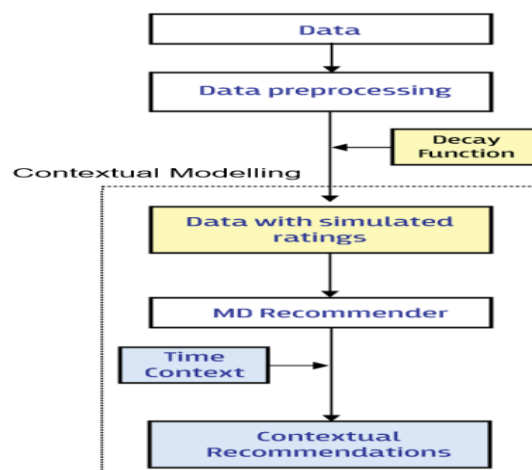 Data
Data preprocessing
Decay
Function
Contextual Modelling
Data with simulated
ratings
MD Recommender
Time
Context
Contextual
Recommendations